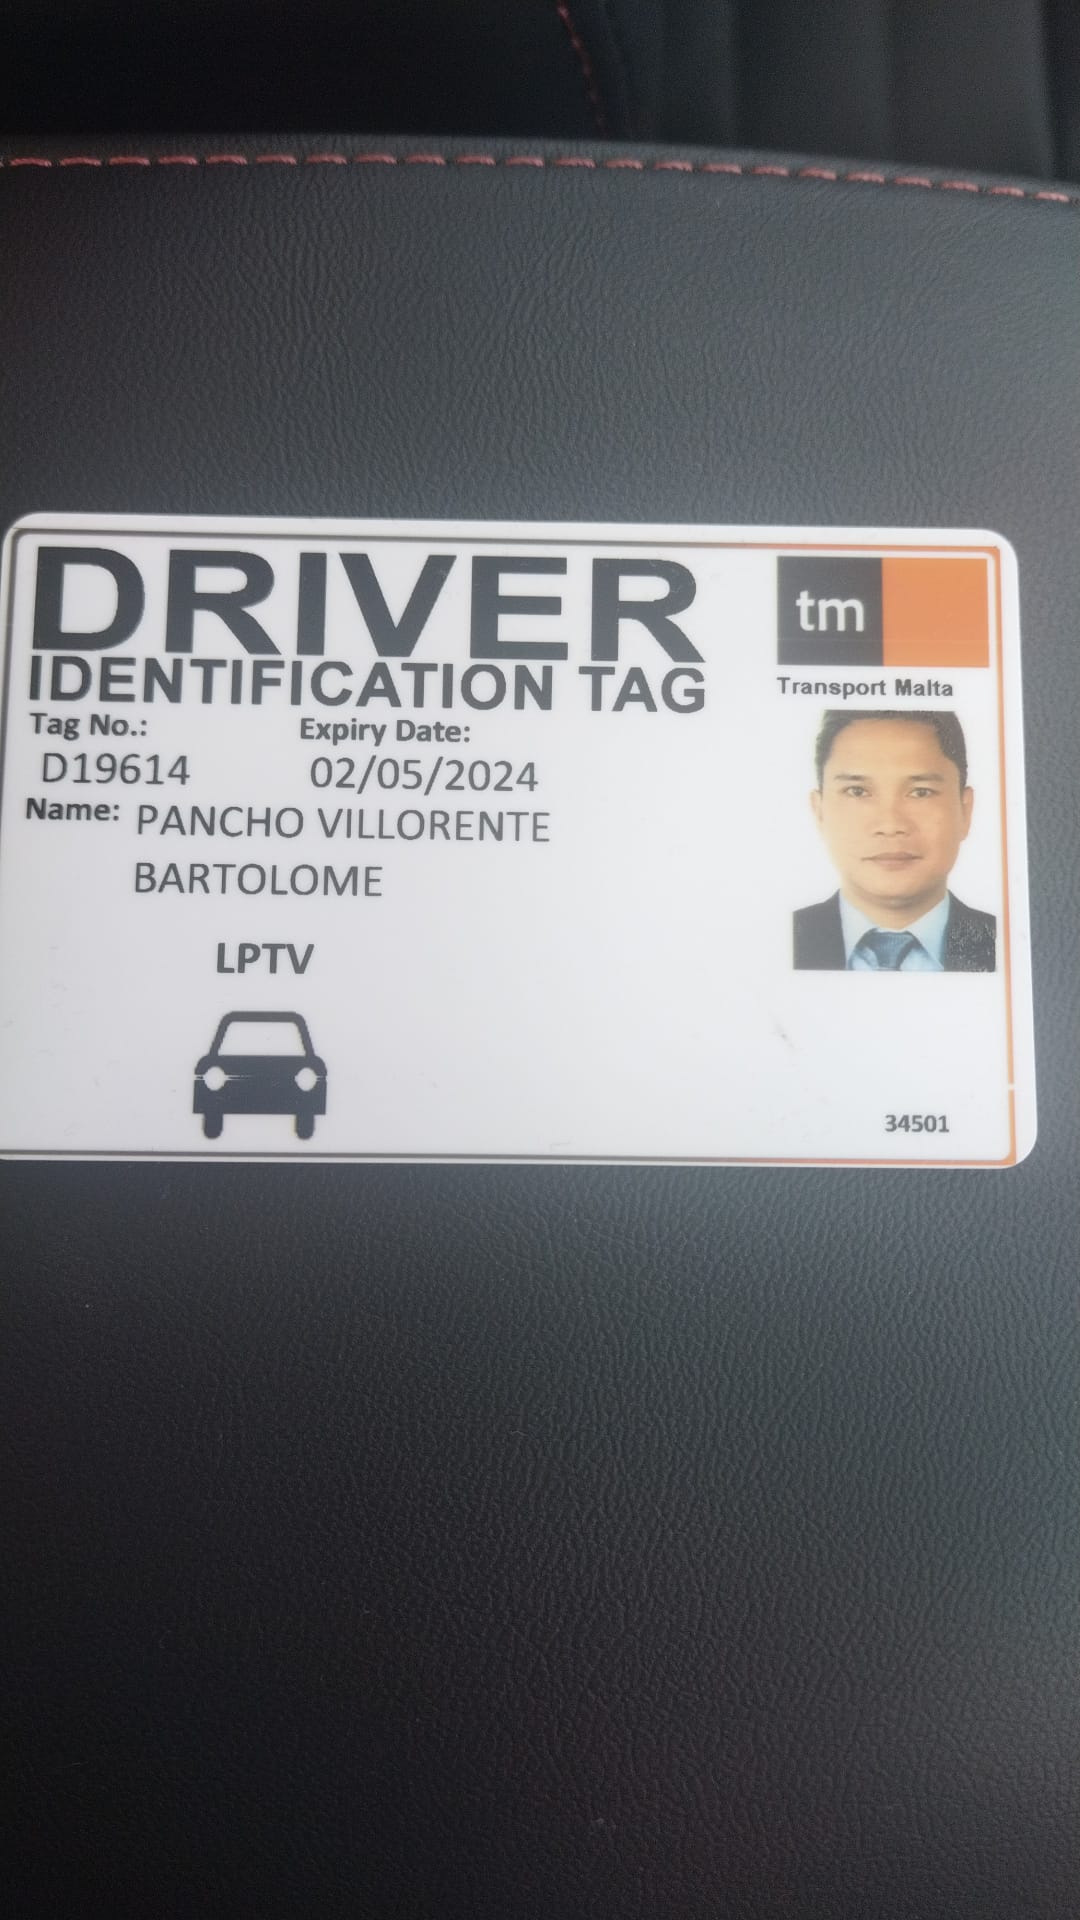 DRIVER
IDENTIFICATION TAG
tm
Transport Malta
Tag No.: Expiry Date:
D19614 02/05/2024
Name: PANCHO VILLORENTE
BARTOLOME
LPTV
34501